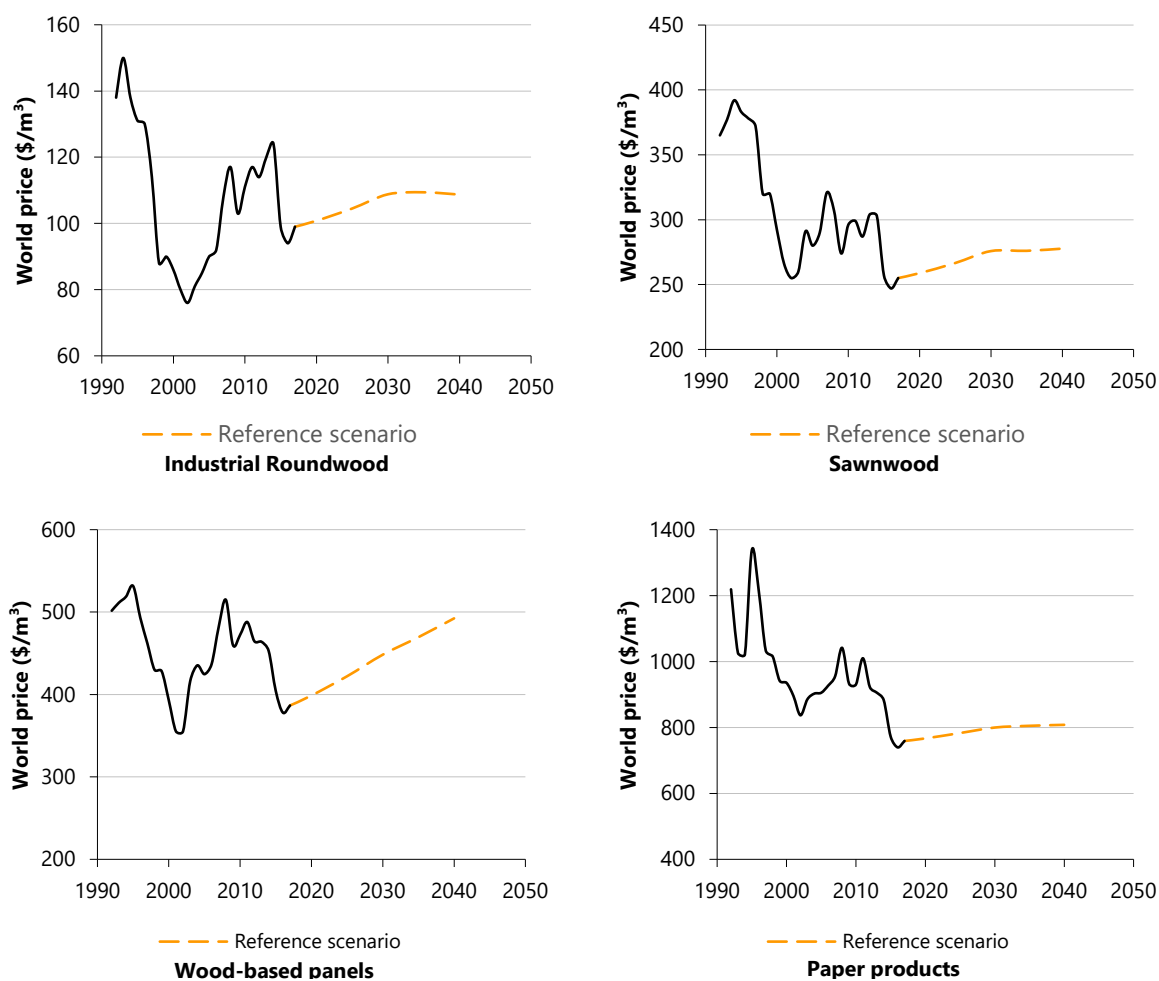 World price ($/m³)
160
140
120
100
80
60
1990 2000 2010 2020 2030 2040 2050
Reference scenario
Industrial Roundwood
World price ($/m³)
450
400
350
300
250
200
1990 2000 2010 2020 2030 2040 2050
Reference scenario
Sawnwood
World price ($/m³)
600
500
400
300
200
1990 2000 2010 2020 2030 2040 2050
Reference scenario
Wood-based panels
World price ($/m³)
1400
1200
1000
800
600
400
1990 2000 2010 2020 2030 2040 2050
Reference scenario
Paper products